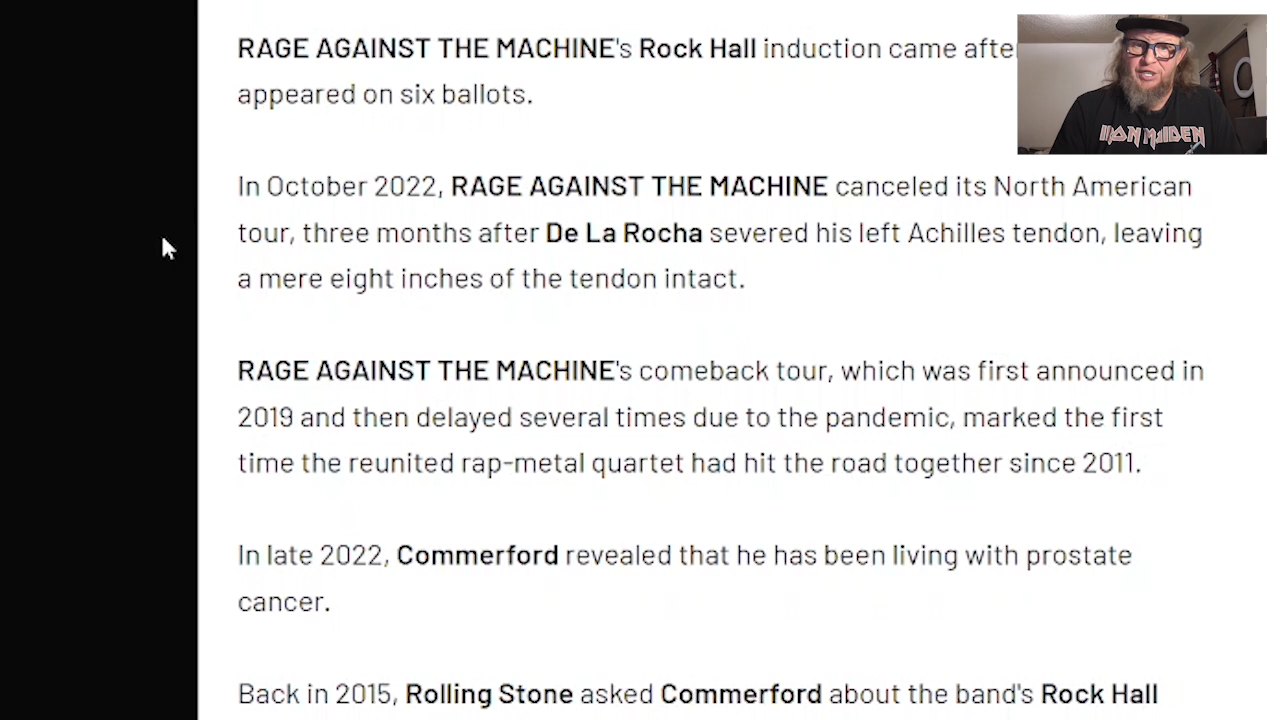 RAGE AGAINST THE MACHINE's Rock Hall induction came after
appeared on six ballots.
In October 2022, RAGE AGAINST THE MACHINE canceled its North American
tour, three months after De La Rocha severed his left Achilles tendon, leaving
a mere eight inches of the tendon intact.
RAGE AGAINST THE MACHINE's comeback tour, which was first announced in
2019 and then delayed several times due to the pandemic, marked the first
time the reunited rap-metal quartet had hit the road together since 2011.
In late 2022, Commerford revealed that he has been living with prostate
cancer.
Back in 2015, Rolling Stone asked Commerford about the band's Rock Hall
IRON MAIDEN